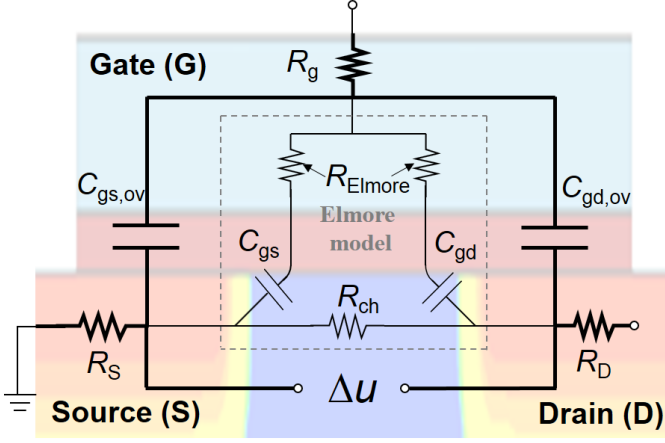 Gate (G)
Rg
RElmore
Cgs,ov
Cgd,ov
Elmore
model
Cgs
Cgd
Rch
RS
RD
Δu
Source (S)
Drain (D)